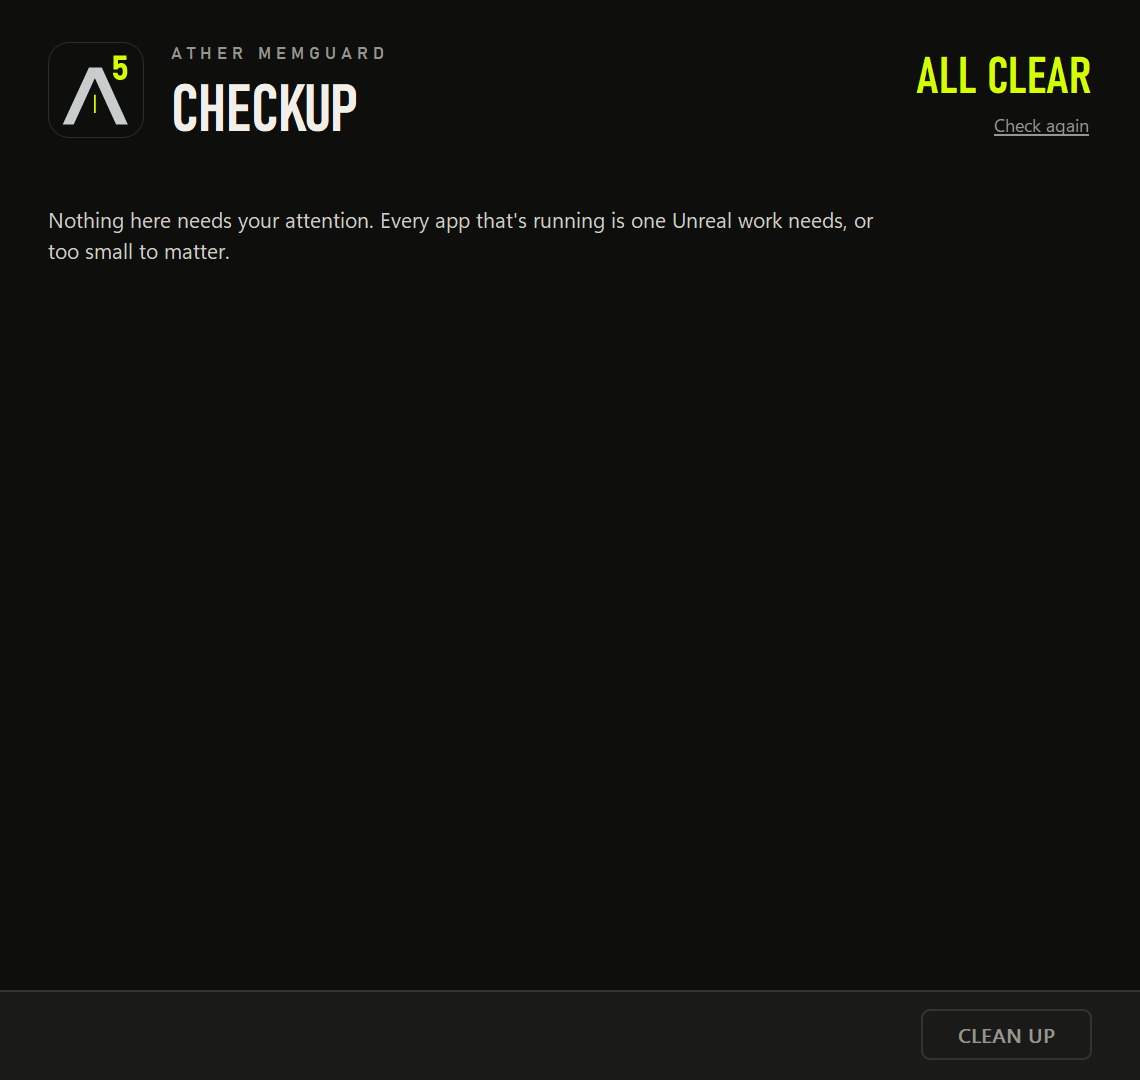 5
ATHER MEMGUARD
CHECKUP
ALL CLEAR
Check again
Nothing here needs your attention. Every app that's running is one Unreal work needs, or
too small to matter.
CLEAN UP